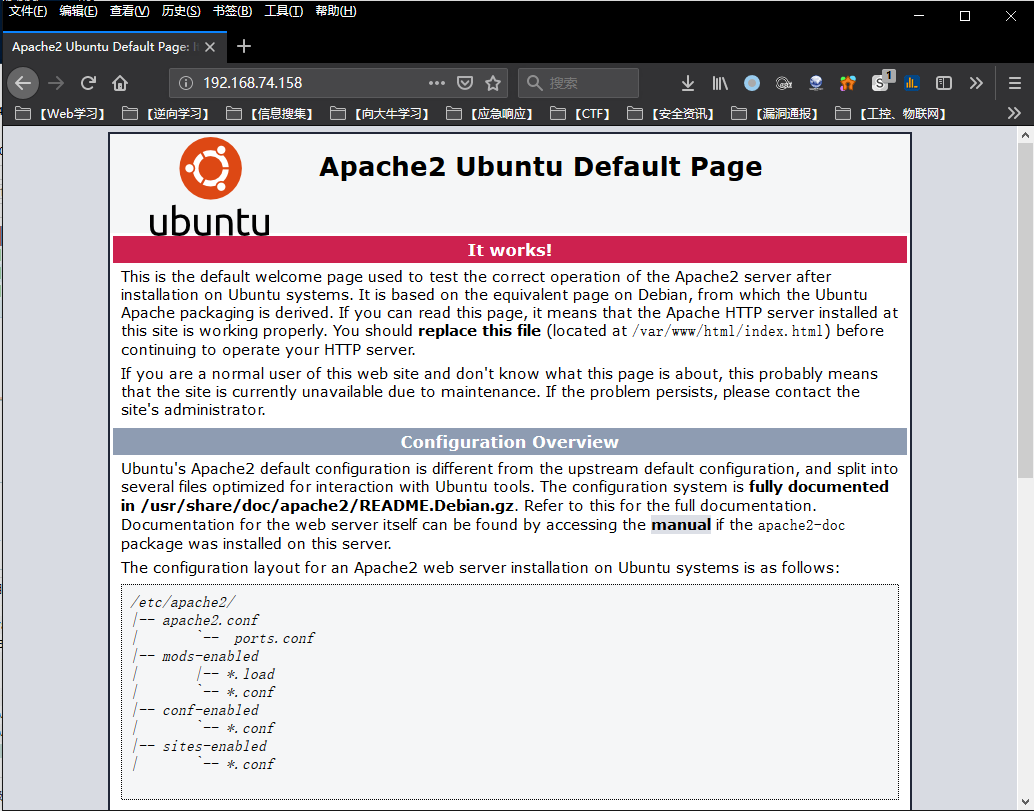 文件(F) 编辑(E) 查看(V) 历史(S) 书签(B) 工具(T) 帮助(H)
Apache2 Ubuntu Default Page: I
192.168.74.158
搜索
S 1
【Web学习】 【逆向学习】 【信息搜集】 【向大牛学习】 【应急响应】 【CTF】 【安全资讯】 【漏洞通报】 【工控、物联网】
ubuntu
Apache2 Ubuntu Default Page
It works!
This is the default welcome page used to test the correct operation of the Apache2 server after
installation on Ubuntu systems. It is based on the equivalent page on Debian, from which the Ubuntu
Apache packaging is derived. If you can read this page, it means that the Apache HTTP server installed at
this site is working properly. You should replace this file (located at /var/www/html/index.html) before
continuing to operate your HTTP server.
If you are a normal user of this web site and don't know what this page is about, this probably means
that the site is currently unavailable due to maintenance. If the problem persists, please contact the
site's administrator.
Configuration Overview
Ubuntu's Apache2 default configuration is different from the upstream default configuration, and split into
several files optimized for interaction with Ubuntu tools. The configuration system is fully documented
in /usr/share/doc/apache2/README.Debian.gz. Refer to this for the full documentation.
Documentation for the web server itself can be found by accessing the manual if the apache2-doc
package was installed on this server.
The configuration layout for an Apache2 web server installation on Ubuntu systems is as follows:
/etc/apache2/
|-- apache2.conf
|       `--  ports.conf
|-- mods-enabled
|       |-- *.load
|       `-- *.conf
|-- conf-enabled
|       `-- *.conf
|-- sites-enabled
|       `-- *.conf